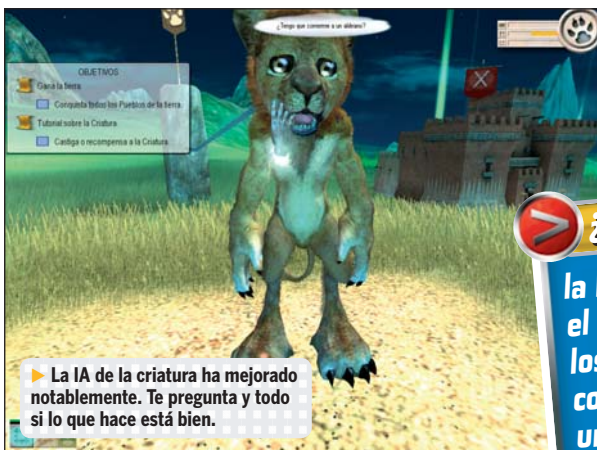 ¿Tengo que comerme a un aldeano?
OBJETIVOS
Gana la tierra
Conquista todos los Pueblos de la tierra.
Tutorial sobre la Criatura
Castiga o recompensa a la Criatura.
La IA de la criatura ha mejorado
notablemente. Te pregunta y todo
si lo que hace está bien.
la
el
los